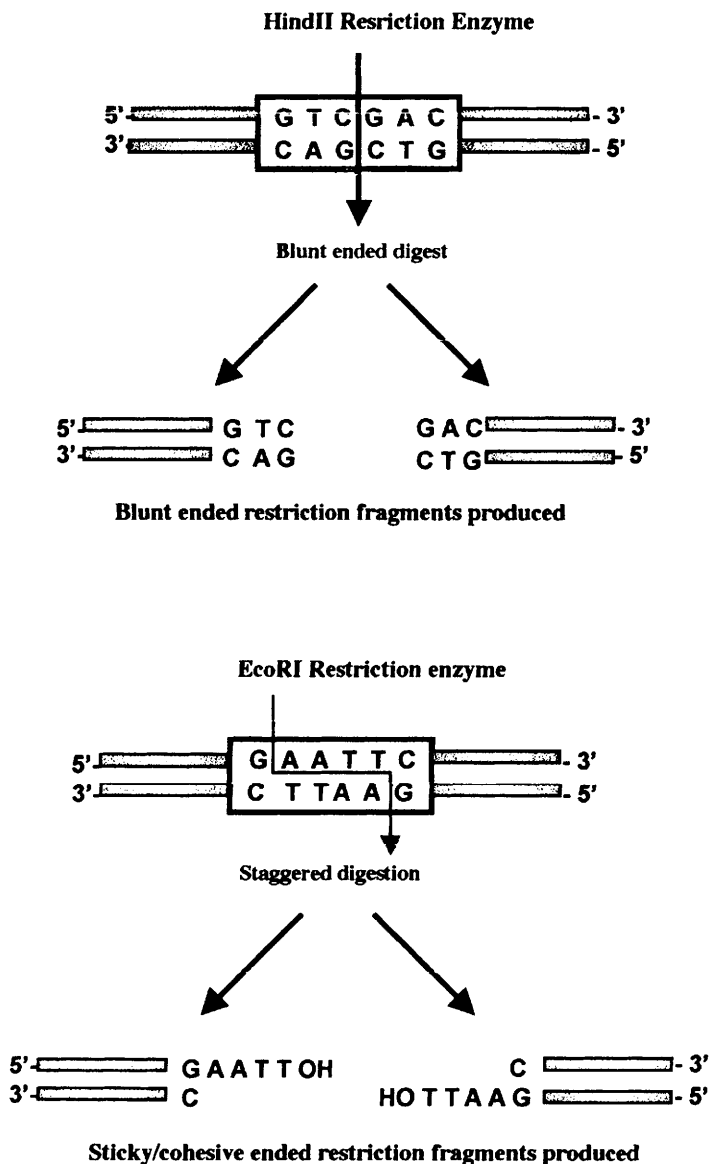 HindII Resriction Enzyme
5' G T C G A C - 3'
3' C A G C T G - 5'
Blunt ended digest
5' G T C G A C - 3'
3' C A G C T G - 5'
Blunt ended restriction fragments produced
EcoRI Restriction enzyme
5' G A A T T C - 3'
3' C T T A A G - 5'
Staggered digestion
5'- G A A T T OH C - 3'
3'- C HO T T A A G - 5'
Sticky/cohesive ended restriction fragments produced